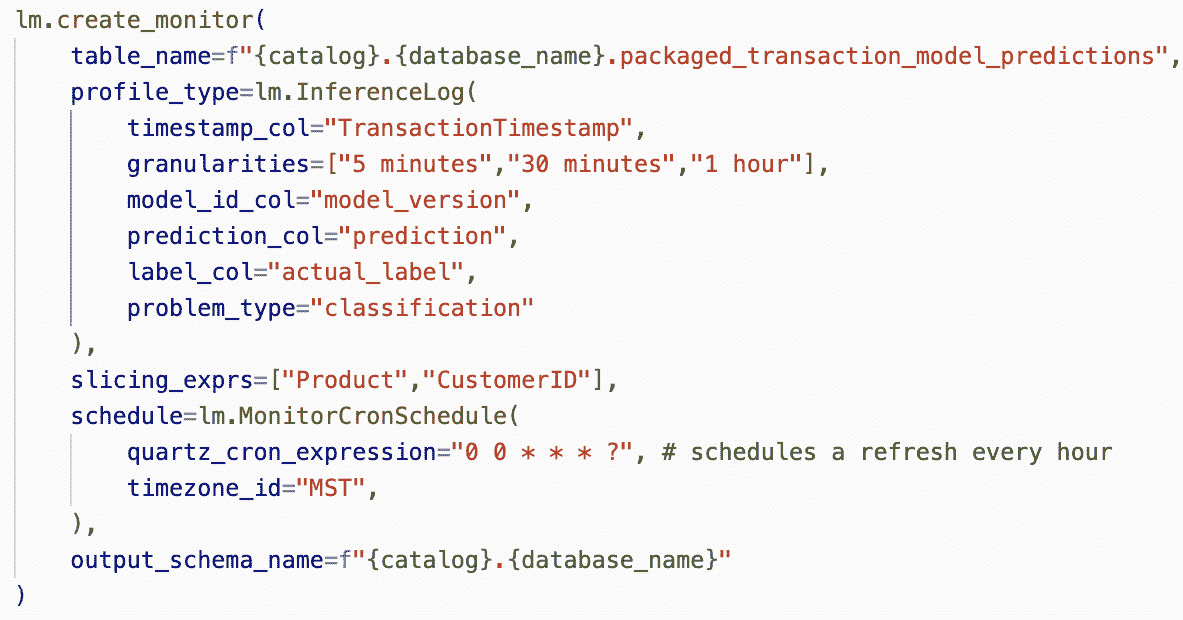 lm.create_monitor(
    table_name=f"{catalog}.{database_name}.packaged_transaction_model_predictions",
    profile_type=lm.InferenceLog(
        timestamp_col="TransactionTimestamp",
        granularities=["5 minutes","30 minutes","1 hour"],
        model_id_col="model_version",
        prediction_col="prediction",
        label_col="actual_label",
        problem_type="classification"
    ),
    slicing_exprs=["Product","CustomerID"],
    schedule=lm.MonitorCronSchedule(
        quartz_cron_expression="0 0 * * * ?", # schedules a refresh every hour
        timezone_id="MST",
    ),
    output_schema_name=f"{catalog}.{database_name}"
)